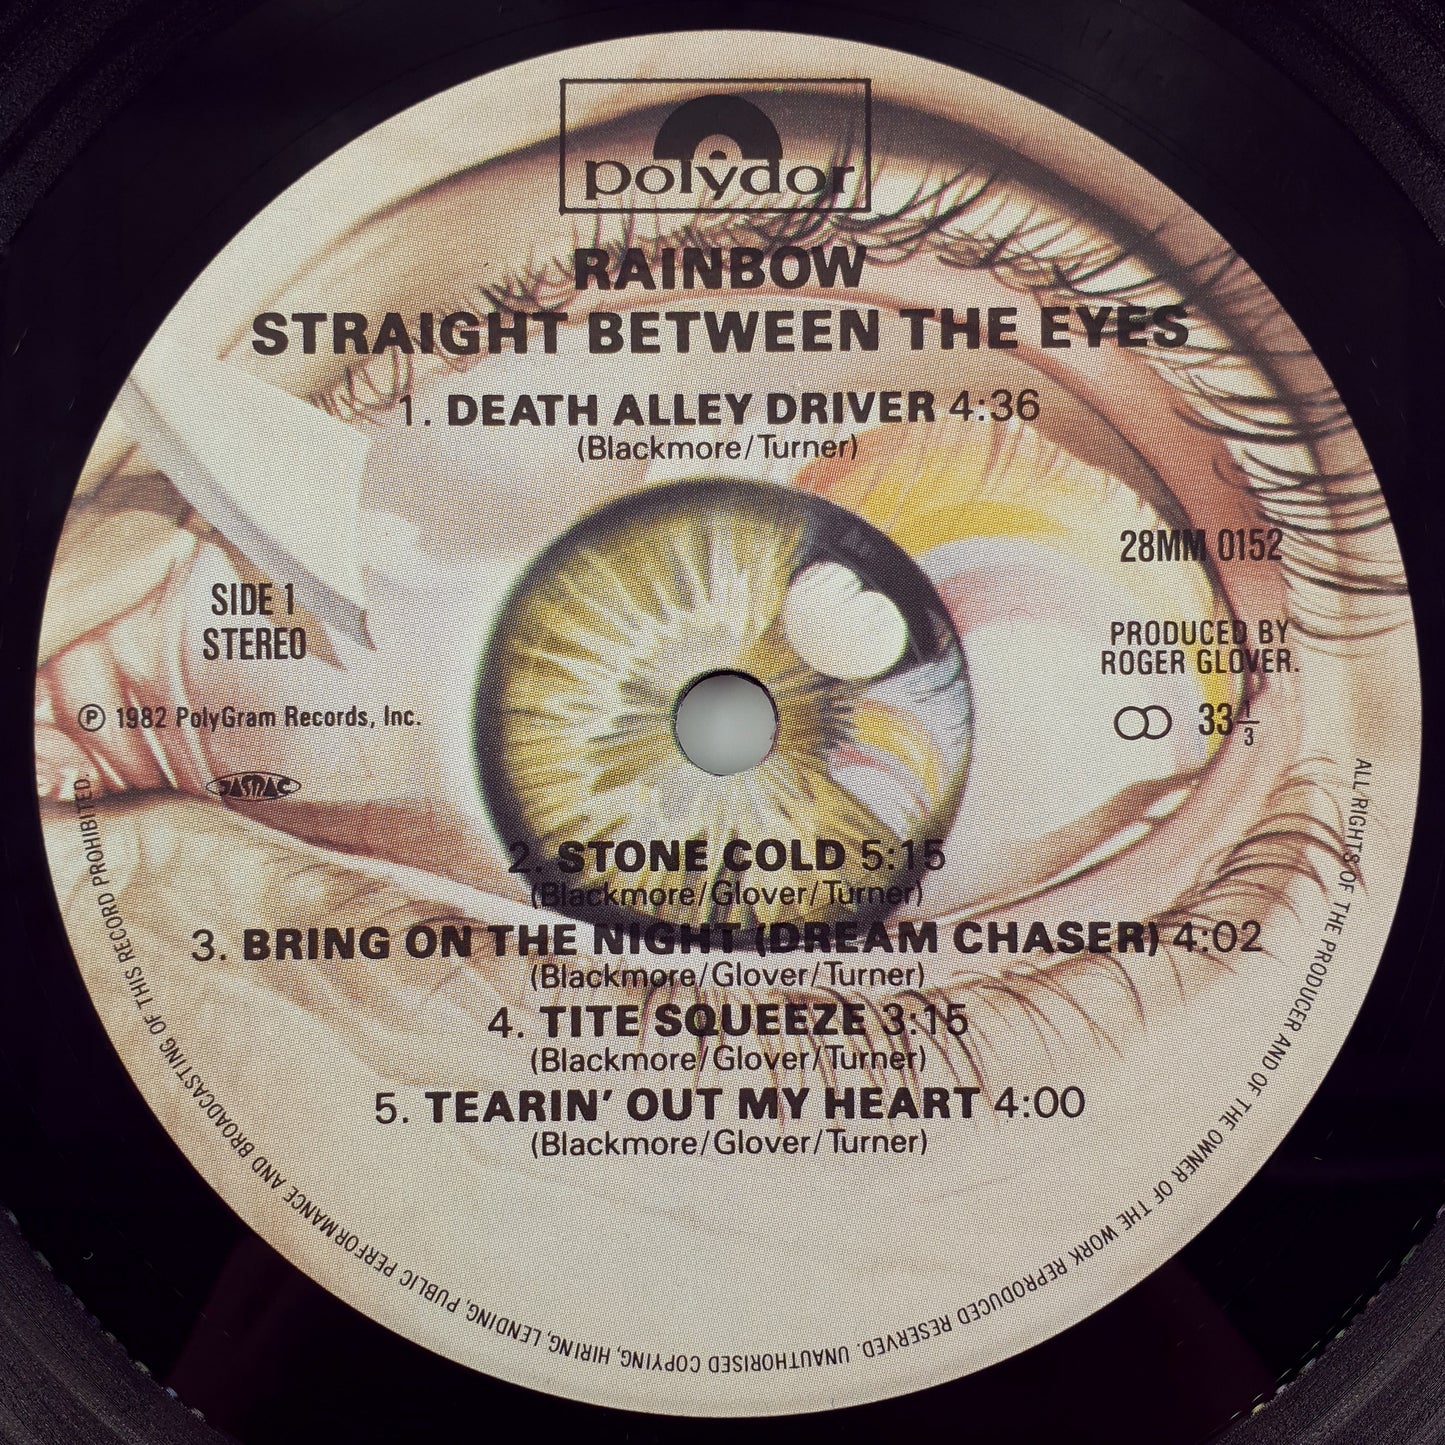 polydor
RAINBOW
STRAIGHT BETWEEN THE EYES
1. DEATH ALLEY DRIVER 4:36
(Blackmore/Turner)
28MM 0152
SIDE 1
STEREO
PRODUCED BY
ROGER GLOVER.
Ⓟ 1982 PolyGram Records, Inc.
33 1/3
JASRAC
2. STONE COLD 5:15
(Blackmore/Glover/Turner)
3. BRING ON THE NIGHT (DREAM CHASER) 4:02
(Blackmore/Glover/Turner)
4. TITE SQUEEZE 3:15
(Blackmore/Glover/Turner)
5. TEARIN' OUT MY HEART 4:00
(Blackmore/Glover/Turner)
ALL RIGHTS OF THE PRODUCER AND OF THE OWNER OF THE WORK REPRODUCED RESERVED. UNAUTHORISED COPYING, HIRING, LENDING, PUBLIC PERFORMANCE AND BROADCASTING OF THIS RECORD PROHIBITED.